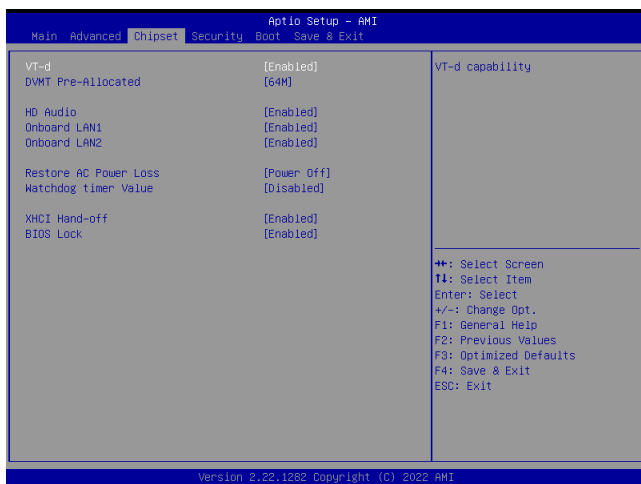 Aptio Setup – AMI
Main Advanced Chipset Security Boot Save & Exit
VT-d [Enabled] VT-d capability
DVMT Pre-Allocated [64M]
HD Audio [Enabled]
Onboard LAN1 [Enabled]
Onboard LAN2 [Enabled]
Restore AC Power Loss [Power Off]
Watchdog timer Value [Disabled]
XHCI Hand-off [Enabled]
BIOS Lock [Enabled]
→←: Select Screen
↑↓: Select Item
Enter: Select
+/-: Change Opt.
F1: General Help
F2: Previous Values
F3: Optimized Defaults
F4: Save & Exit
ESC: Exit
Version 2.22.1282 Copyright (C) 2022 AMI